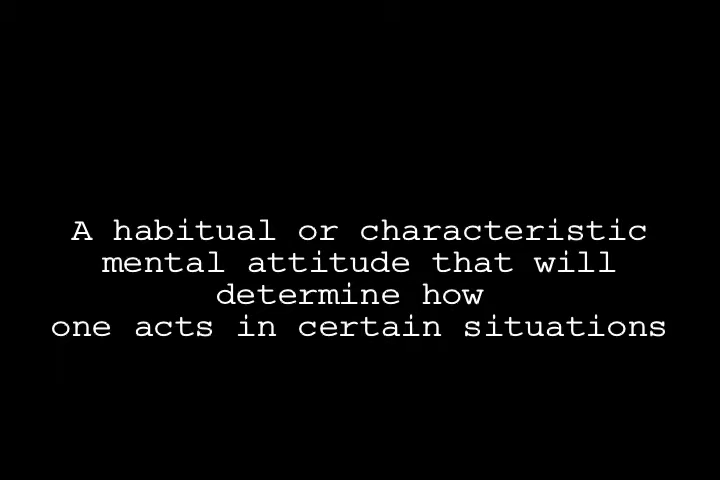 A habitual or characteristic
mental attitude that will
determine how
one acts in certain situations